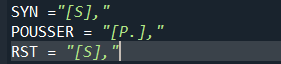 SYN ="[S],"
POUSSER = "[P.],"
RST = "[S],"